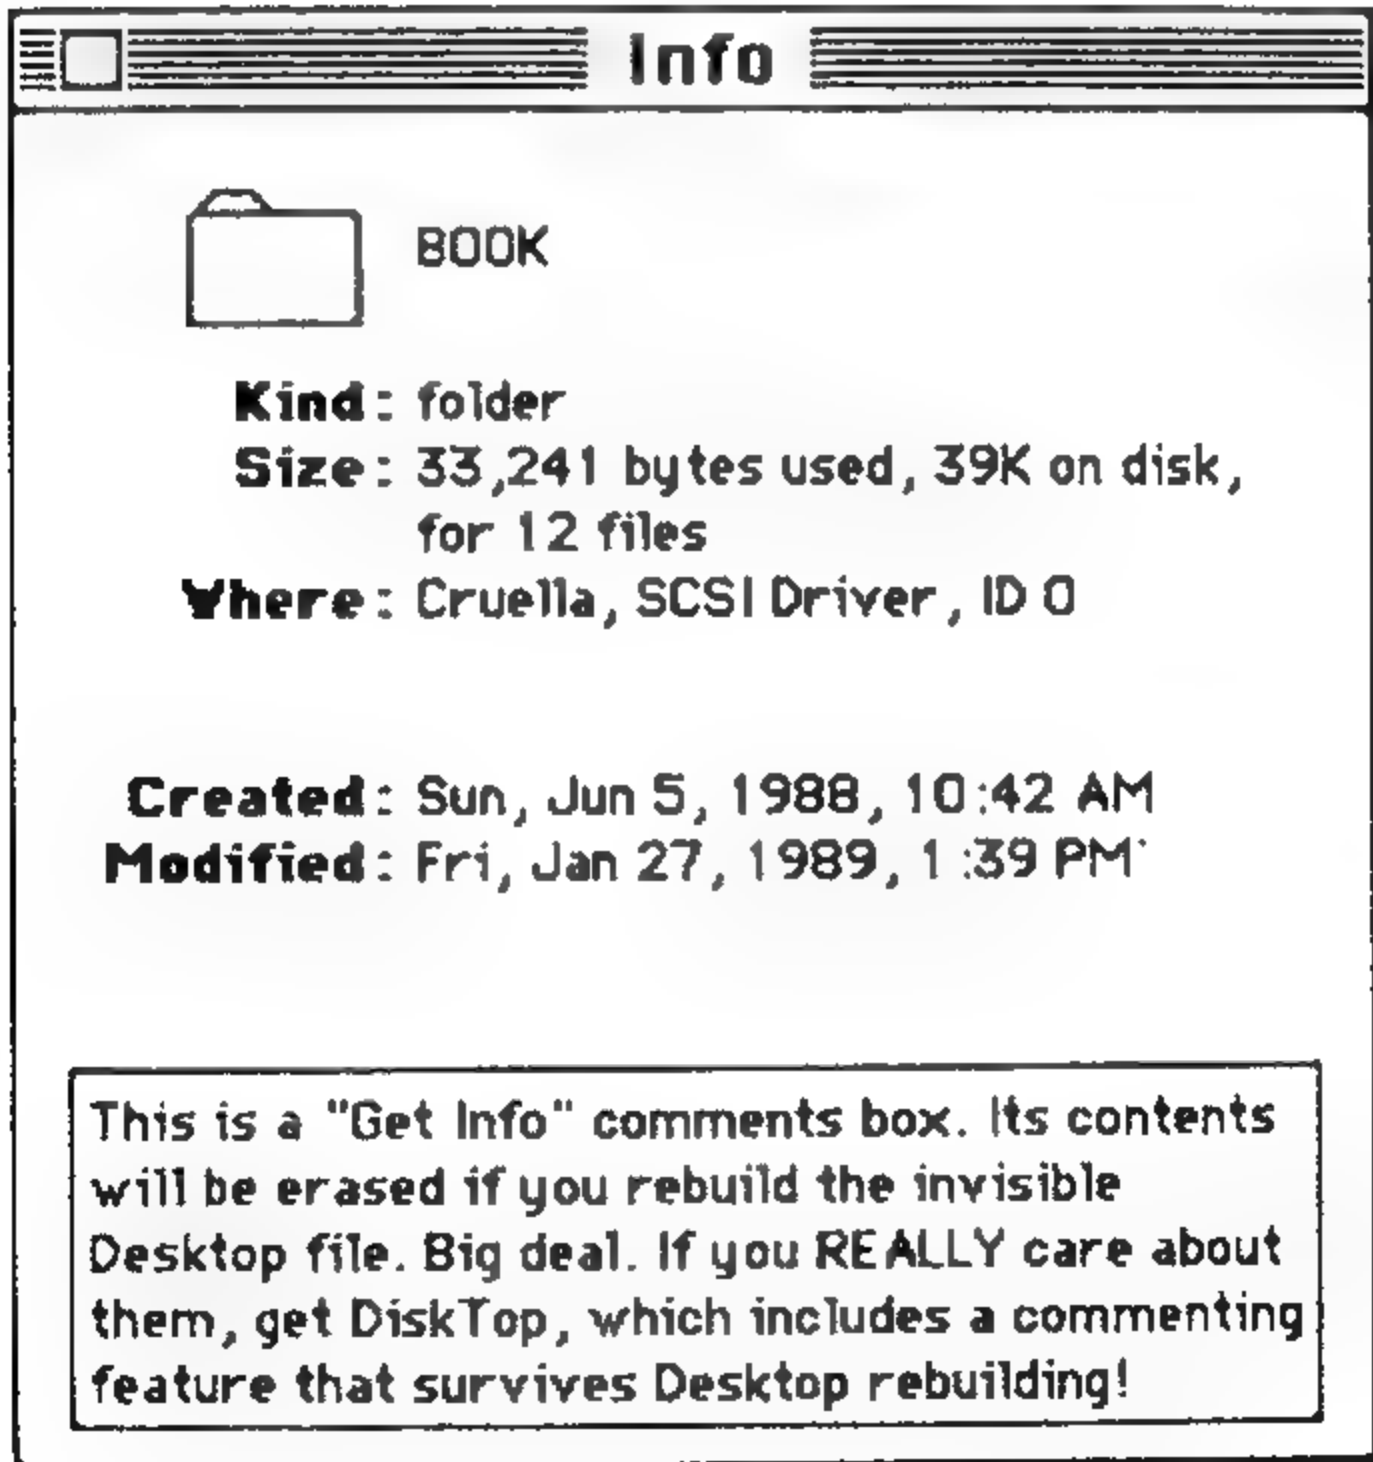 Info
BOOK
Kind: folder
Size: 33,241 bytes used, 39K on disk,
for 12 files
Where: Cruella, SCSI Driver, ID 0
Created: Sun, Jun 5, 1988, 10:42 AM
Modified: Fri, Jan 27, 1989, 1:39 PM
This is a "Get Info" comments box. Its contents
will be erased if you rebuild the invisible
Desktop file. Big deal. If you REALLY care about
them, get DiskTop, which includes a commenting
feature that survives Desktop rebuilding!